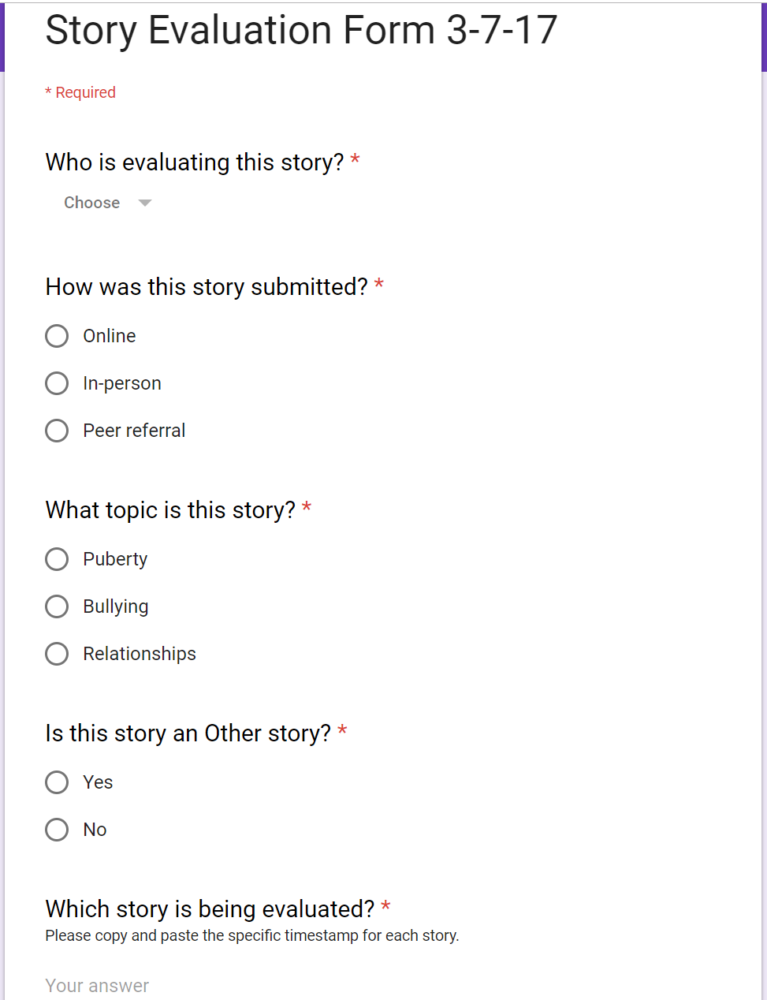 Story Evaluation Form 3-7-17
* Required
Who is evaluating this story? *
Choose
How was this story submitted? *
Online
In-person
Peer referral
What topic is this story? *
Puberty
Bullying
Relationships
Is this story an Other story? *
Yes
No
Which story is being evaluated? *
Please copy and paste the specific timestamp for each story.
Your answer